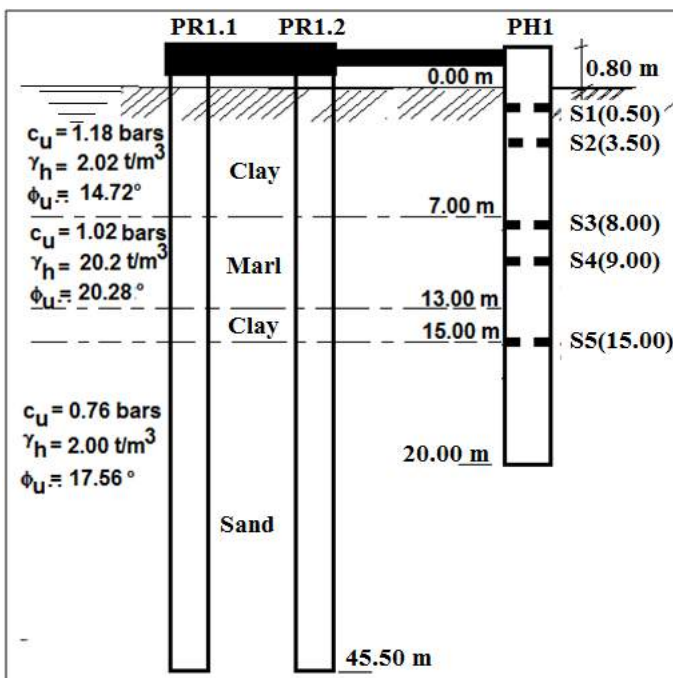 PR1.1 PR1.2 PH1
0.00 m
0.80 m
S1(0.50)
S2(3.50)
cu = 1.18 bars
γh = 2.02 t/m3
ϕu.= 14.72°
Clay
7.00 m
S3(8.00)
cu = 1.02 bars
γh = 20.2 t/m3
ϕu.= 20.28°
Marl
S4(9.00)
13.00 m
Clay
15.00 m
S5(15.00)
cu = 0.76 bars
γh = 2.00 t/m3
ϕu.= 17.56°
20.00 m
Sand
45.50 m